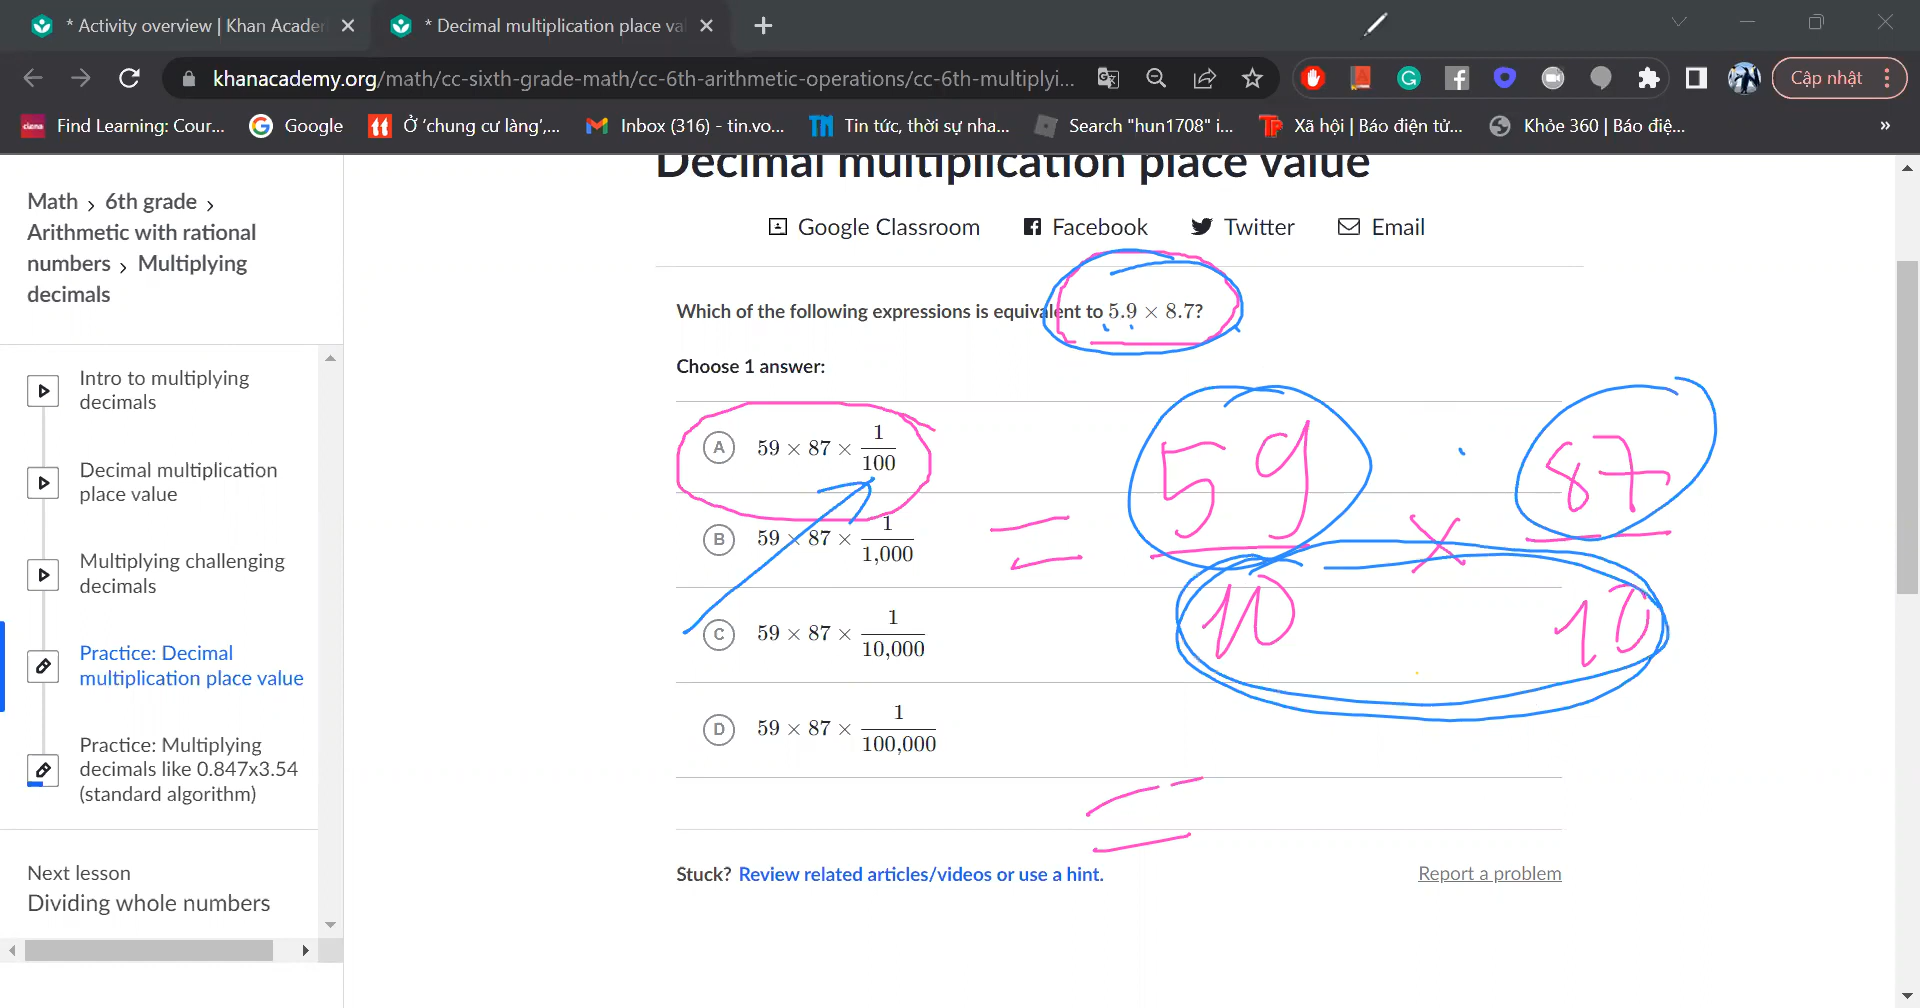 * Activity overview | Khan Acade
* Decimal multiplication place va
khanacademy.org/math/cc-sixth-grade-math/cc-6th-arithmetic-operations/cc-6th-multiplyi...
Cập nhật
ciena
Find Learning: Cour...
Google
Ở ‘chung cư làng’,...
Inbox (316) - tin.vo...
Tin tức, thời sự nha...
Search "hun1708" i...
Xã hội | Báo điện tử...
Khỏe 360 | Báo điệ...
»
Math > 6th grade >
Arithmetic with rational
numbers > Multiplying
decimals
Intro to multiplying
decimals
Decimal multiplication
place value
Multiplying challenging
decimals
Practice: Decimal
multiplication place value
Practice: Multiplying
decimals like 0.847x3.54
(standard algorithm)
Next lesson
Dividing whole numbers
Decimal multiplication place value
Google Classroom
Facebook
Twitter
Email
Which of the following expressions is equivalent to 5.9 × 8.7?
Choose 1 answer:
A 59 × 87 × 1/100
B 59 × 87 × 1/1,000
C 59 × 87 × 1/10,000
D 59 × 87 × 1/100,000
= 59/10 × 87/10
=
Stuck? Review related articles/videos or use a hint.
Report a problem